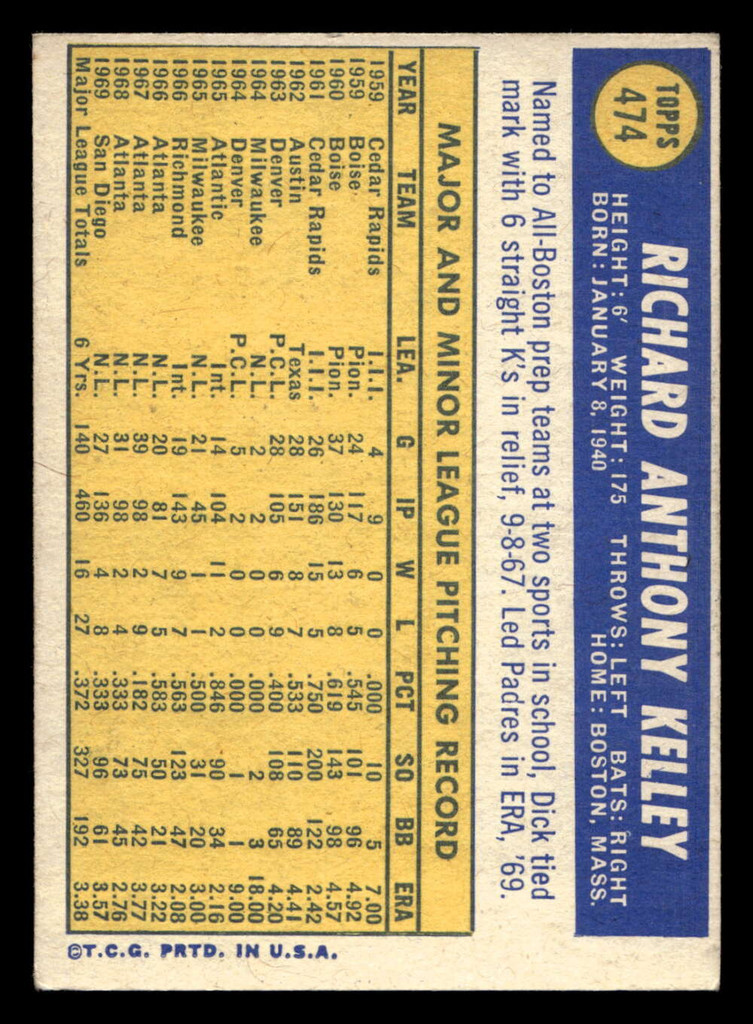 TOPPS
474
RICHARD ANTHONY KELLEY
HEIGHT: 6' WEIGHT: 175 THROWS: LEFT BATS: RIGHT
BORN: JANUARY 8, 1940 HOME: BOSTON, MASS.
Named to All-Boston prep teams at two sports in school, Dick tied
mark with 6 straight K's in relief, 9-8-67. Led Padres in ERA, '69.
MAJOR AND MINOR LEAGUE PITCHING RECORD
YEAR TEAM LEA. G IP W L PCT SO BB ERA
1959 Cedar Rapids I.I.I. 4 9 0 0 .000 10 5 7.00
1959 Boise Pion. 24 117 6 5 .545 101 96 4.92
1960 Boise Pion. 37 130 13 8 .619 143 98 4.57
1961 Cedar Rapids I.I.I. 26 186 15 5 .750 200 122 2.42
1962 Austin Texas 28 151 8 7 .533 110 89 4.41
1963 Denver P.C.L. 28 105 6 9 .400 108 65 4.20
1964 Milwaukee N.L. 2 2 0 0 .000 2 3 18.00
1964 Denver P.C.L. 5 2 0 0 .000 1 1 9.00
1965 Atlantic Int. 14 104 11 2 .846 90 34 2.16
1965 Milwaukee N.L. 21 45 1 1 .500 31 20 3.00
1966 Richmond Int. 19 143 9 7 .563 123 47 2.08
1966 Atlanta N.L. 20 81 7 5 .583 50 21 3.22
1967 Atlanta N.L. 39 98 2 9 .182 75 42 3.77
1968 Atlanta N.L. 31 98 2 4 .333 73 45 2.76
1969 San Diego N.L. 27 136 4 8 .333 96 61 3.57
Major League Totals 6 Yrs. 140 460 16 27 .372 327 192 3.38
©T.C.G. PRTD. IN U.S.A.